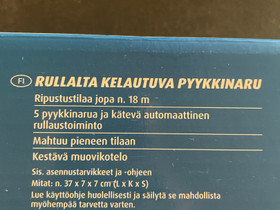 FI RULLALTA KELAUTUVA PYYKKINARU
Ripustustilaa jopa n. 18 m
5 pyykkinarua ja kätevä automaattinen
rullaustoiminto
Mahtuu pieneen tilaan
Kestävä muovikotelo
Sis. asennustarvikkeet ja -ohjeen
Mitat: n. 37 x 7 x 7 cm (L x K x S)
Lue käyttöohje huolellisesti ja säilytä se mahdollista
myöhempää tarvetta varten.